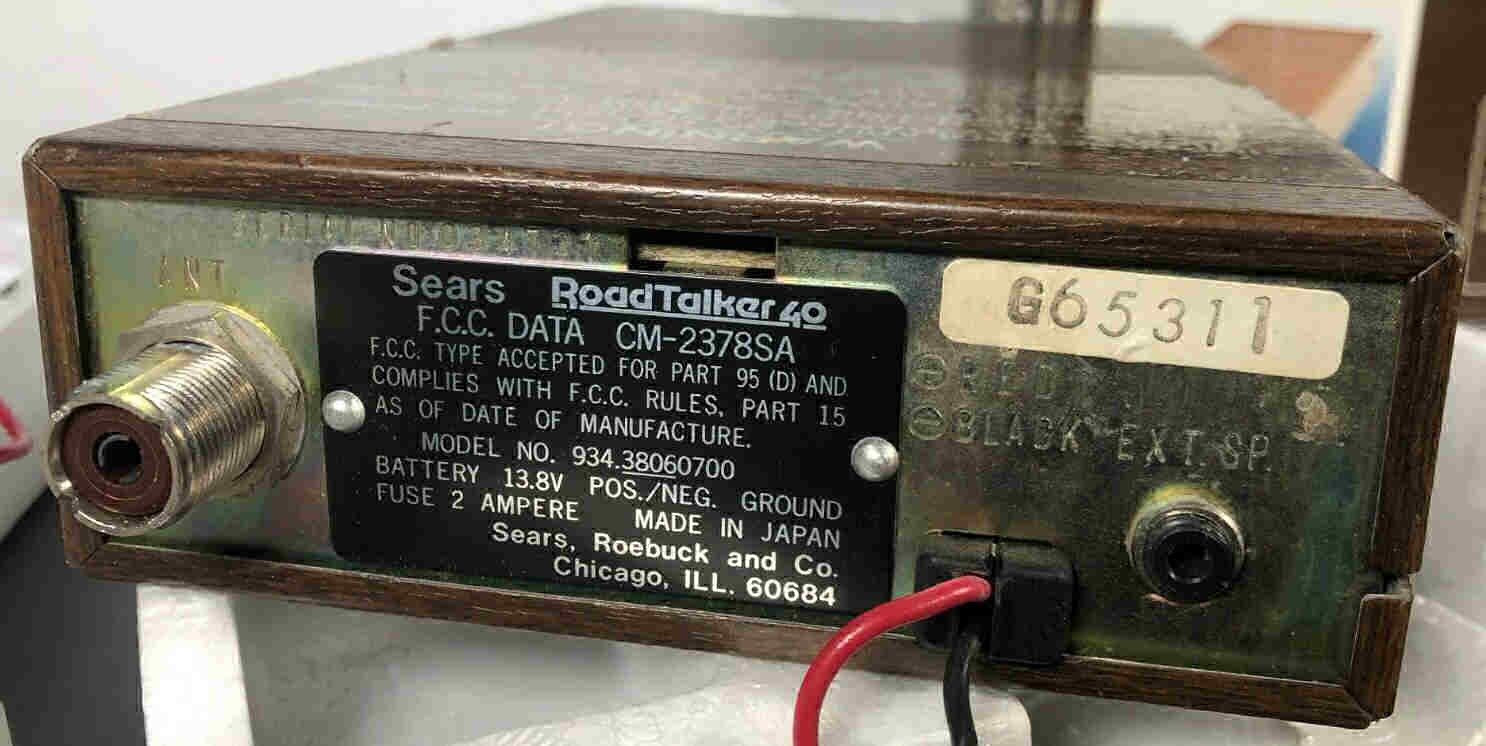 ANT.
Sears RoadTalker 40
F.C.C. DATA CM-2378SA
F.C.C. TYPE ACCEPTED FOR PART 95 (D) AND
COMPLIES WITH F.C.C. RULES, PART 15
AS OF DATE OF MANUFACTURE.
MODEL NO. 934.38060700
BATTERY 13.8V POS./NEG. GROUND
FUSE 2 AMPERE MADE IN JAPAN
Sears, Roebuck and Co.
Chicago, ILL. 60684
G65311
RED
BLACK EXT. SP.